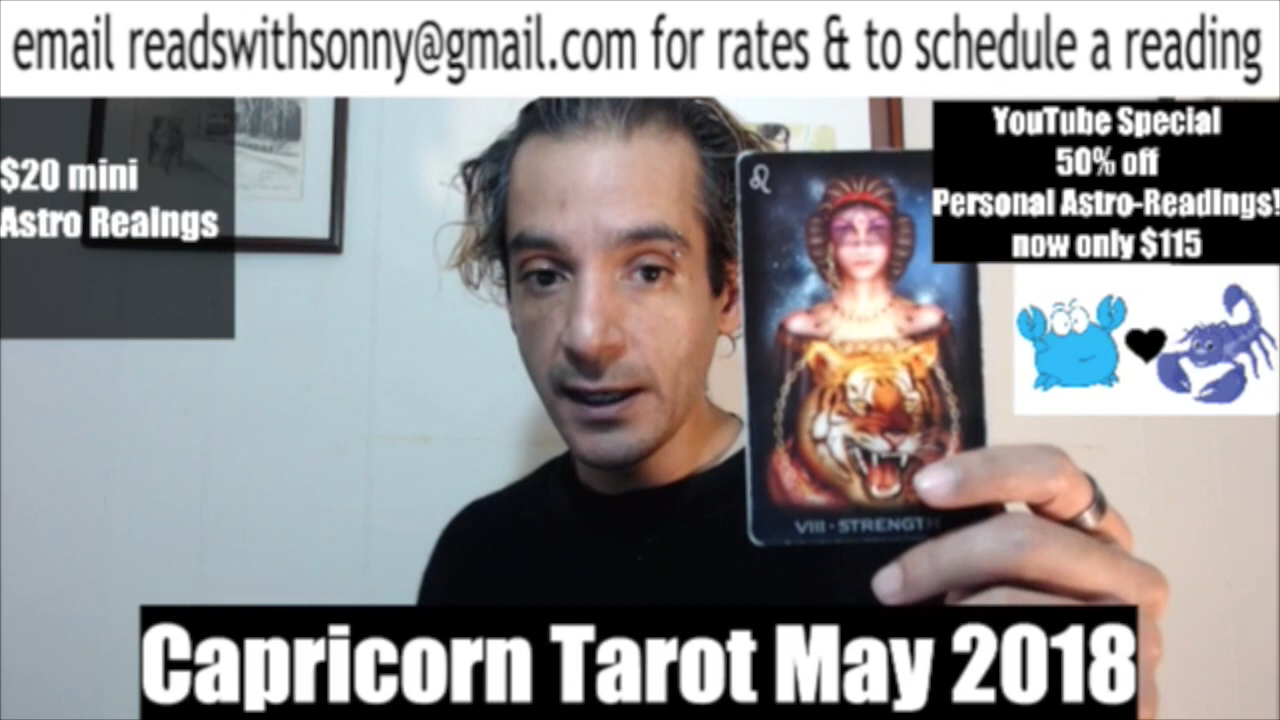 email readswithsonny@gmail.com for rates & to schedule a reading
YouTube Special
50% off
Personal Astro-Readings!
now only $115
$20 mini
Astro Realngs
♌
VIII · STRENGTH
Capricorn Tarot May 2018